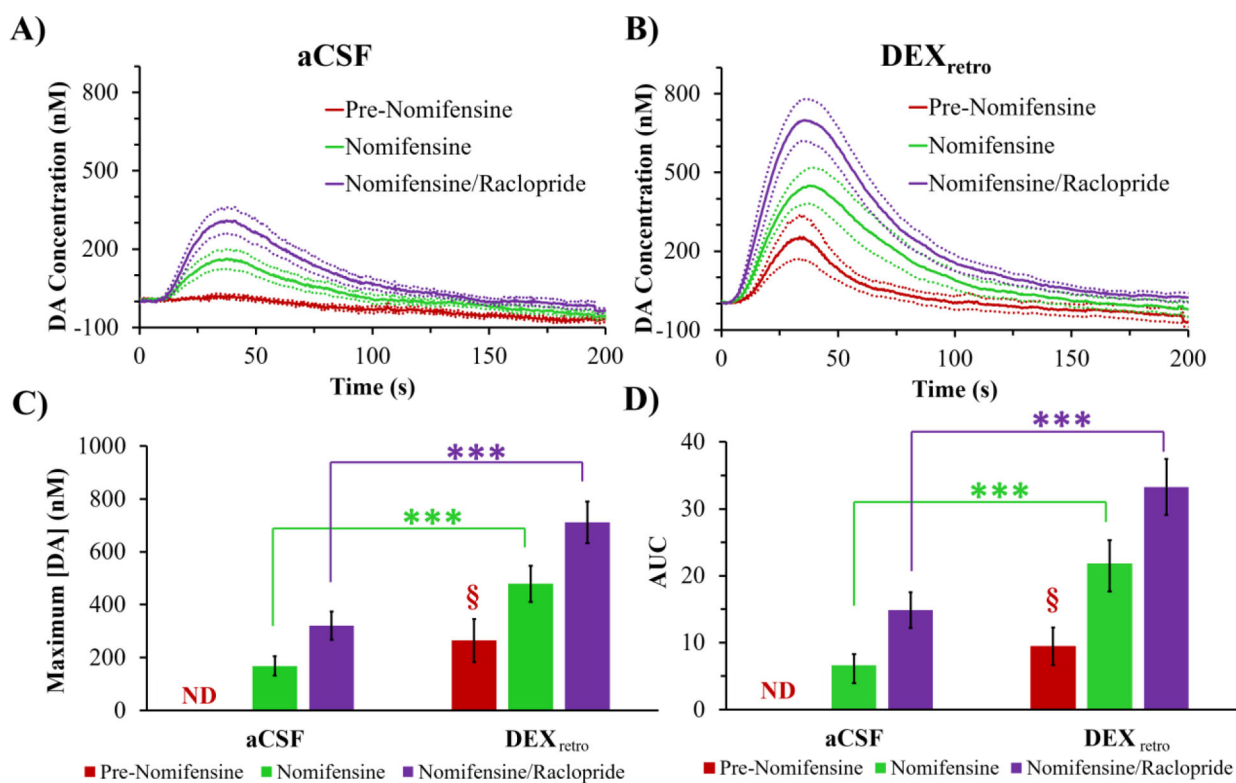 A)
aCSF
DA Concentration (nM)
800
500
200
-100
Pre-Nomifensine
Nomifensine
Nomifensine/Raclopride
0 50 100 150 200
Time (s)
B)
DEXretro
DA Concentration (nM)
800
500
200
-100
Pre-Nomifensine
Nomifensine
Nomifensine/Raclopride
0 50 100 150 200
Time (s)
C)
Maximum [DA] (nM)
1000
800
600
400
200
0
***
***
§
ND
aCSF DEXretro
Pre-Nomifensine Nomifensine Nomifensine/Raclopride
D)
AUC
40
30
20
10
0
***
***
§
ND
aCSF DEXretro
Pre-Nomifensine Nomifensine Nomifensine/Raclopride